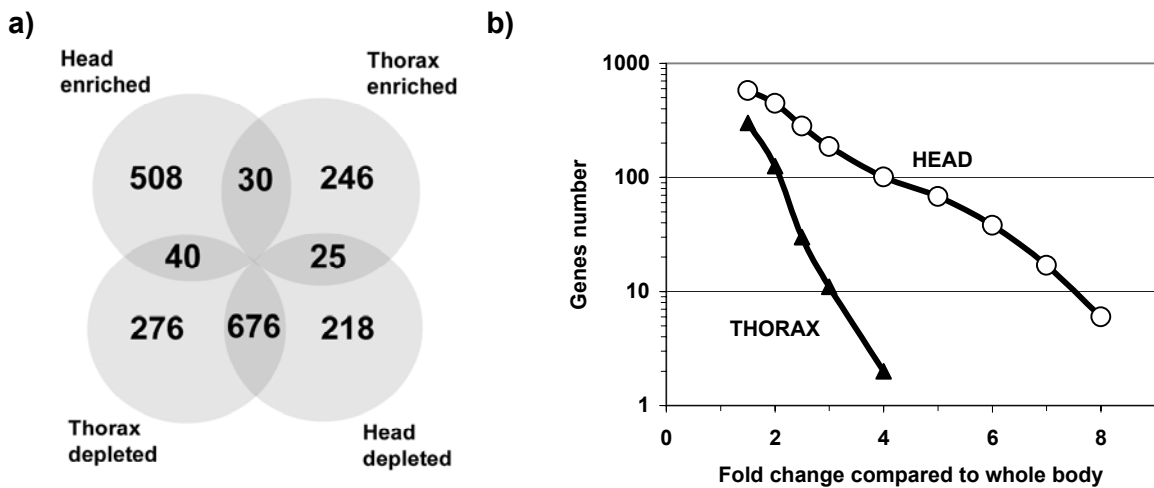 a)
Head
enriched
Thorax
enriched
508
30
246
40
25
276
676
218
Thorax
depleted
Head
depleted
b)
1000
100
10
1
Genes number
HEAD
THORAX
0 2 4 6 8
Fold change compared to whole body